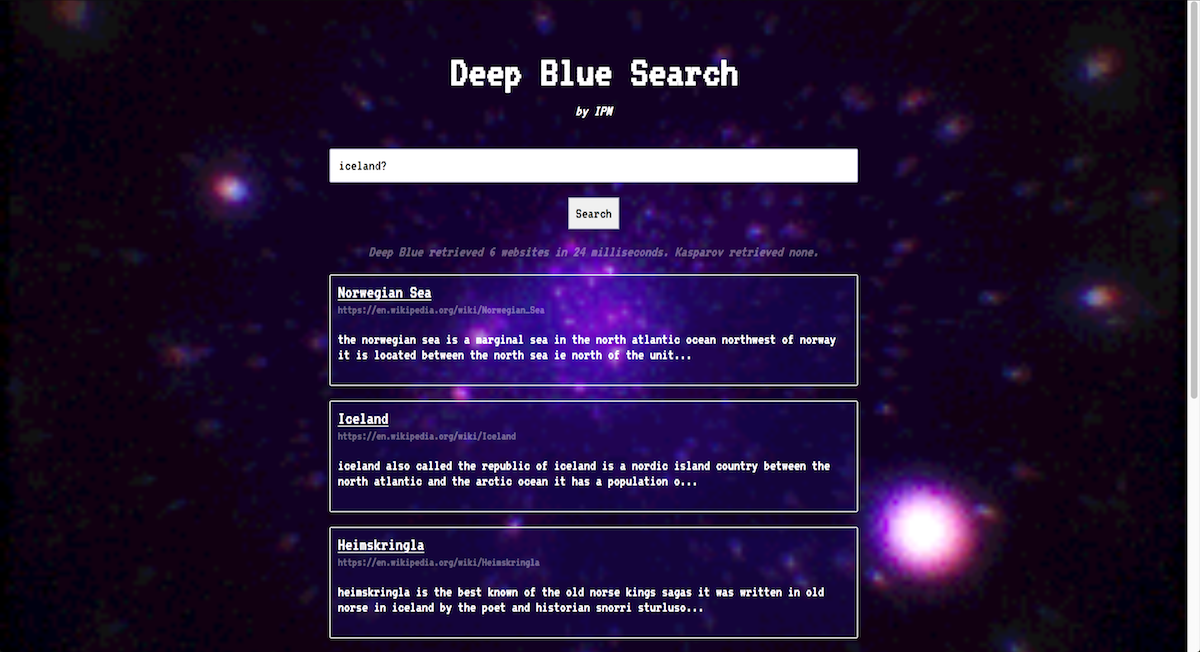 Deep Blue Search
by IPM
iceland?
Search
Deep Blue retrieved 6 websites in 24 milliseconds. Kasparov retrieved none.
Norwegian Sea
https://en.wikipedia.org/wiki/Norwegian_Sea
the norwegian sea is a marginal sea in the north atlantic ocean northwest of norway
it is located between the north sea ie north of the unit...
Iceland
https://en.wikipedia.org/wiki/Iceland
iceland also called the republic of iceland is a nordic island country between the
north atlantic and the arctic ocean it has a population o...
Heimskringla
https://en.wikipedia.org/wiki/Heimskringla
heimskringla is the best known of the old norse kings sagas it was written in old
norse in iceland by the poet and historian snorri sturluso...